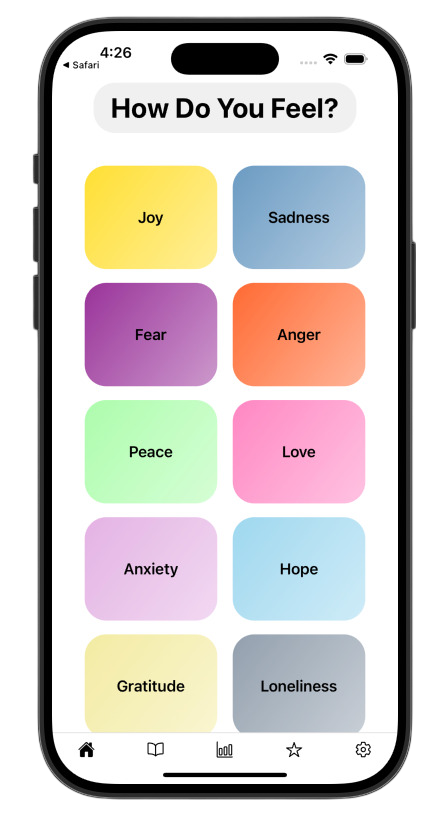 4:26
◀ Safari
How Do You Feel?
Joy
Sadness
Fear
Anger
Peace
Love
Anxiety
Hope
Gratitude
Loneliness